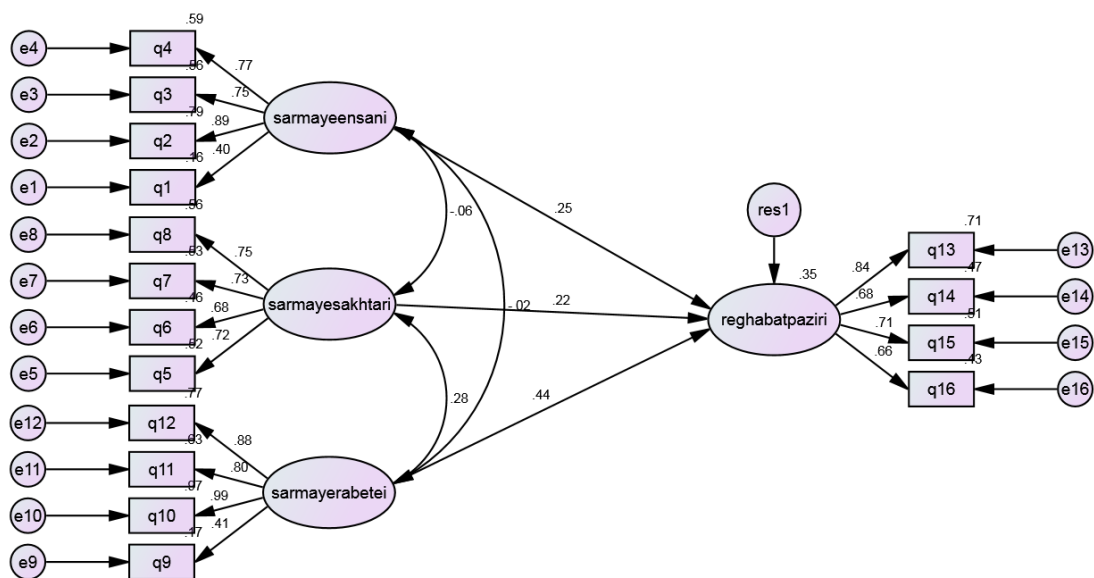 .59
e4 q4 .77
.56
e3 q3 .75
.79
e2 q2 .89
.16
e1 q1 .40
sarmayeensani
.56
e8 q8 .75
.53
e7 q7 .73
.46
e6 q6 .68
.52
e5 q5 .72
sarmayesakhtari
.77
e12 q12 .88
.63
e11 q11 .80
.97
e10 q10 .99
.17
e9 q9 .41
sarmayerabetei
-.06
-.02
.28
.25
.22
.44
res1
.35
reghabatpaziri
.71
.84 q13 e13
.47
.68 q14 e14
.51
.71 q15 e15
.43
.66 q16 e16